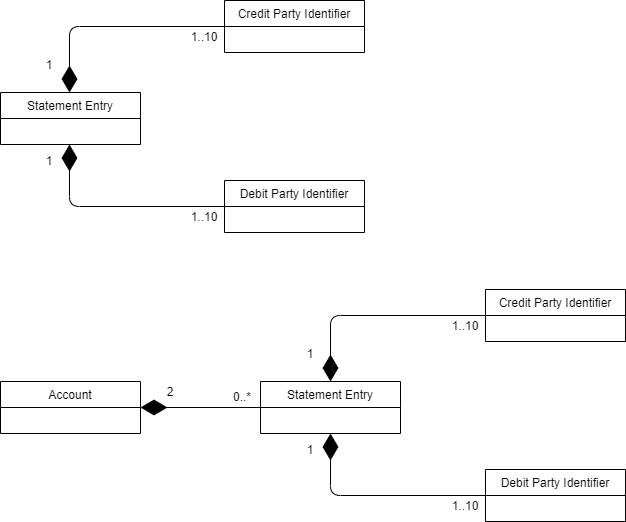 Credit Party Identifier
1..10
1
Statement Entry
1
Debit Party Identifier
1..10
Credit Party Identifier
1..10
1
Account
2
0..*
Statement Entry
1
Debit Party Identifier
1..10